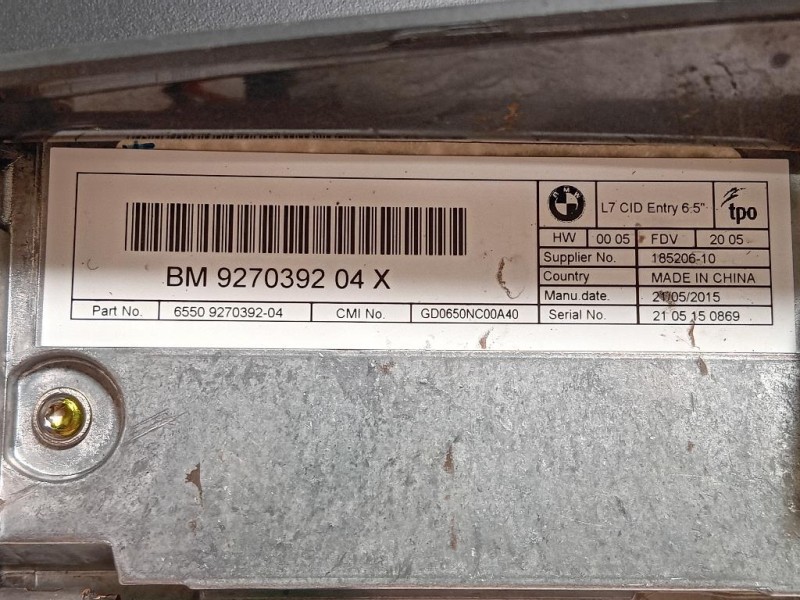 BM 9270392 04 X
Part No. 6550 9270392-04 CMI No. GD0650NC00A40
BMW L7 CID Entry 6.5" tpo
HW 00 05 FDV 20 05
Supplier No. 185206-10
Country MADE IN CHINA
Manu.date. 21/05/2015
Serial No. 21 05 15 0869